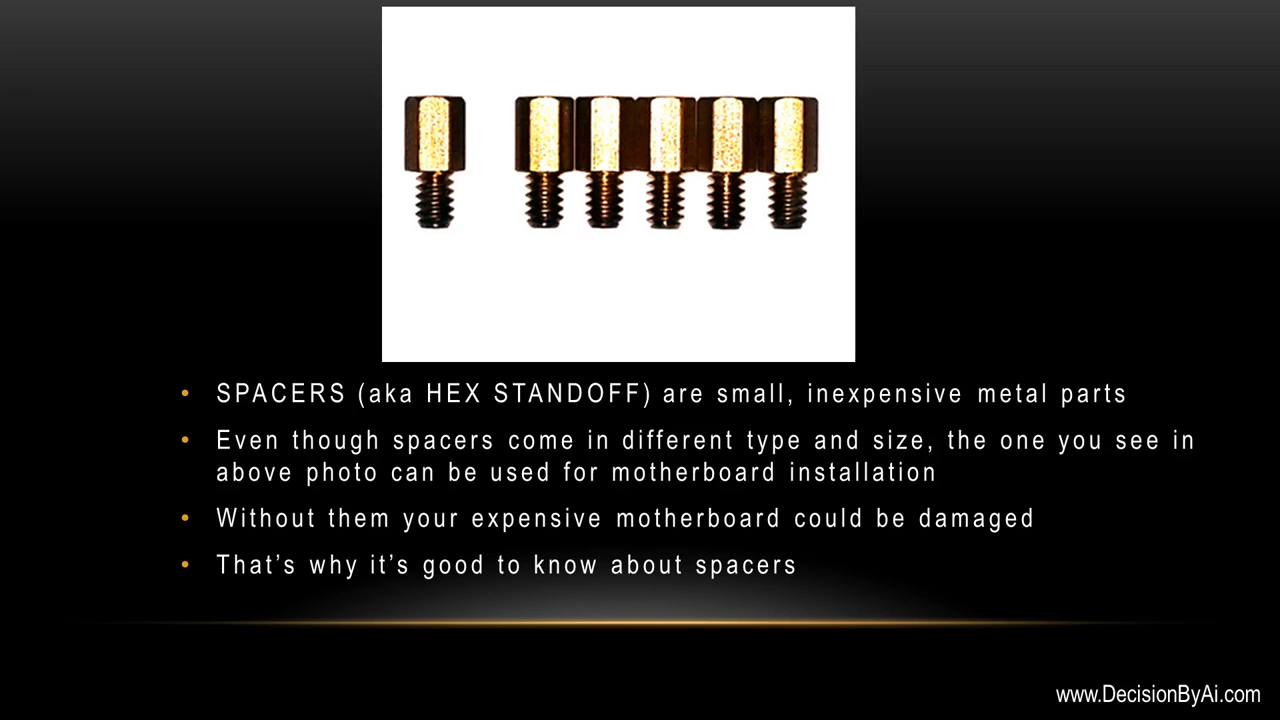 • SPACERS (aka HEX STANDOFF) are small, inexpensive metal parts
• Even though spacers come in different type and size, the one you see in
above photo can be used for motherboard installation
• Without them your expensive motherboard could be damaged
• That’s why it’s good to know about spacers
www.DecisionByAi.com